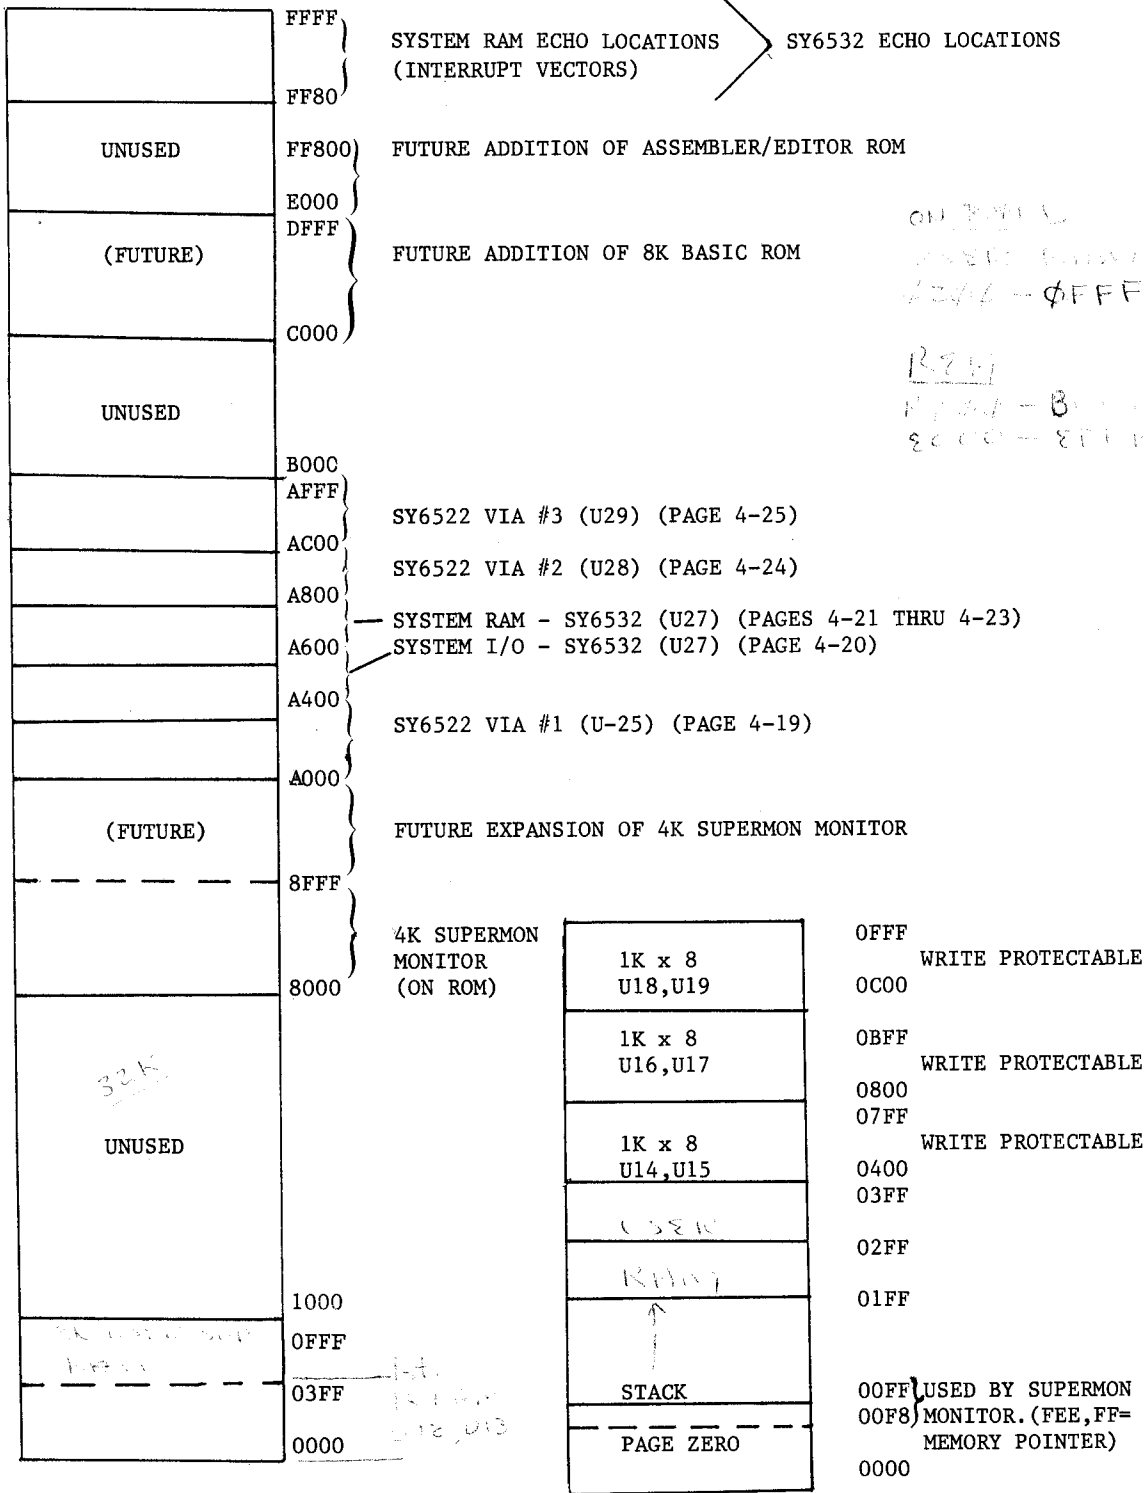 FFFF
SYSTEM RAM ECHO LOCATIONS
(INTERRUPT VECTORS)
SY6532 ECHO LOCATIONS
FF80
UNUSED
FF800
FUTURE ADDITION OF ASSEMBLER/EDITOR ROM
E000
DFFF
(FUTURE)
FUTURE ADDITION OF 8K BASIC ROM
C000
ON
- ØFFF
UNUSED
B000
AFFF
SY6522 VIA #3 (U29) (PAGE 4-25)
AC00
SY6522 VIA #2 (U28) (PAGE 4-24)
A800
SYSTEM RAM - SY6532 (U27) (PAGES 4-21 THRU 4-23)
A600
SYSTEM I/O - SY6532 (U27) (PAGE 4-20)
A400
SY6522 VIA #1 (U-25) (PAGE 4-19)
A000
(FUTURE)
FUTURE EXPANSION OF 4K SUPERMON MONITOR
8FFF
4K SUPERMON
MONITOR
(ON ROM)
8000
32K
UNUSED
1000
0FFF
03FF
U12,U13
0000
0FFF
1K x 8
U18,U19
WRITE PROTECTABLE
0C00
0BFF
1K x 8
U16,U17
WRITE PROTECTABLE
0800
07FF
1K x 8
U14,U15
WRITE PROTECTABLE
0400
03FF
USER
02FF
RAM
01FF
STACK
00FF
USED BY SUPERMON
00F8
MONITOR. (FEE,FF=
MEMORY POINTER)
PAGE ZERO
0000